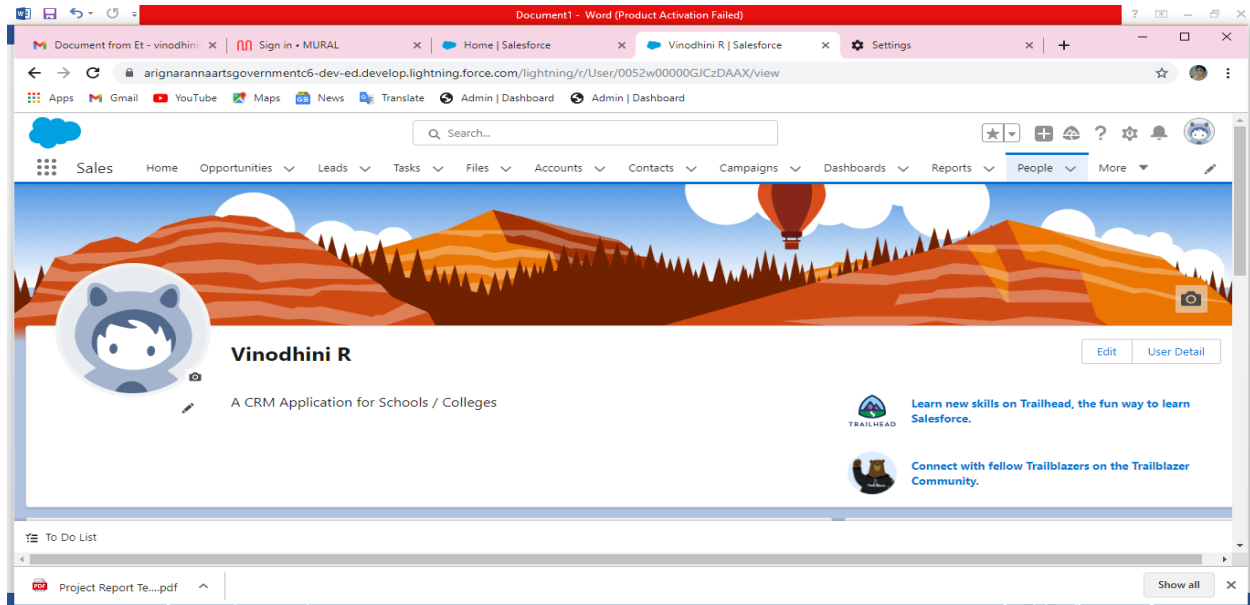 Document1 - Word (Product Activation Failed)
Document from Et - vinodhini
Sign in • MURAL
Home | Salesforce
Vinodhini R | Salesforce
Settings
arignarannaartsgovernmentc6-dev-ed.develop.lightning.force.com/lightning/r/User/0052w00000GJCzDAAX/view
Apps Gmail YouTube Maps News Translate Admin | Dashboard Admin | Dashboard
Search...
Sales Home Opportunities Leads Tasks Files Accounts Contacts Campaigns Dashboards Reports People More
Vinodhini R
Edit User Detail
A CRM Application for Schools / Colleges
TRAILHEAD
Learn new skills on Trailhead, the fun way to learn
Salesforce.
Connect with fellow Trailblazers on the Trailblazer
Community.
To Do List
Project Report Te....pdf
Show all